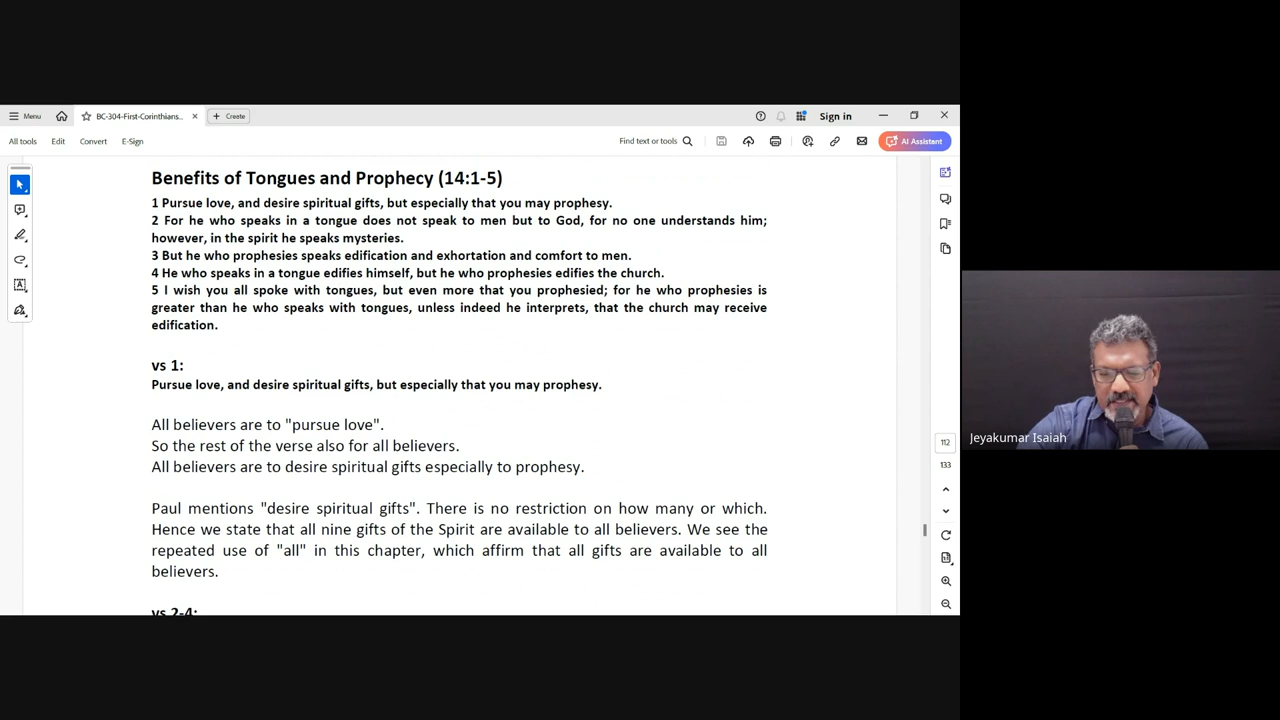 Menu
BC-304-First-Corinthians...
Create
Sign in
All tools
Edit
Convert
E-Sign
Find text or tools
AI Assistant
Benefits of Tongues and Prophecy (14:1-5)
1 Pursue love, and desire spiritual gifts, but especially that you may prophesy.
2 For he who speaks in a tongue does not speak to men but to God, for no one understands him;
however, in the spirit he speaks mysteries.
3 But he who prophesies speaks edification and exhortation and comfort to men.
4 He who speaks in a tongue edifies himself, but he who prophesies edifies the church.
5 I wish you all spoke with tongues, but even more that you prophesied; for he who prophesies is
greater than he who speaks with tongues, unless indeed he interprets, that the church may receive
edification.
vs 1:
Pursue love, and desire spiritual gifts, but especially that you may prophesy.
All believers are to "pursue love".
So the rest of the verse also for all believers.
All believers are to desire spiritual gifts especially to prophesy.
Paul mentions "desire spiritual gifts". There is no restriction on how many or which.
Hence we state that all nine gifts of the Spirit are available to all believers. We see the
repeated use of "all" in this chapter, which affirm that all gifts are available to all
believers.
vs 2-4:
112
133
Jeyakumar Isaiah